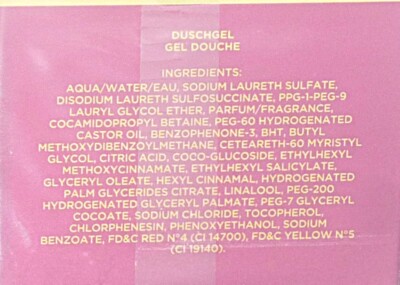 DUSCHGEL
GEL DOUCHE
INGREDIENTS:
AQUA/WATER/EAU, SODIUM LAURETH SULFATE,
DISODIUM LAURETH SULFOSUCCINATE, PPG-1-PEG-9
LAURYL GLYCOL ETHER, PARFUM/FRAGRANCE,
COCAMIDOPROPYL BETAINE, PEG-60 HYDROGENATED
CASTOR OIL, BENZOPHENONE-3, BHT, BUTYL
METHOXYDIBENZOYLMETHANE, CETEARETH-60 MYRISTYL
GLYCOL, CITRIC ACID, COCO-GLUCOSIDE, ETHYLHEXYL
METHOXYCINNAMATE, ETHYLHEXYL SALICYLATE,
GLYCERYL OLEATE, HEXYL CINNAMAL, HYDROGENATED
PALM GLYCERIDES CITRATE, LINALOOL, PEG-200
HYDROGENATED GLYCERYL PALMATE, PEG-7 GLYCERYL
COCOATE, SODIUM CHLORIDE, TOCOPHEROL,
CHLORPHENESIN, PHENOXYETHANOL, SODIUM
BENZOATE, FD&C RED N°4 (CI 14700), FD&C YELLOW N°5
(CI 19140).